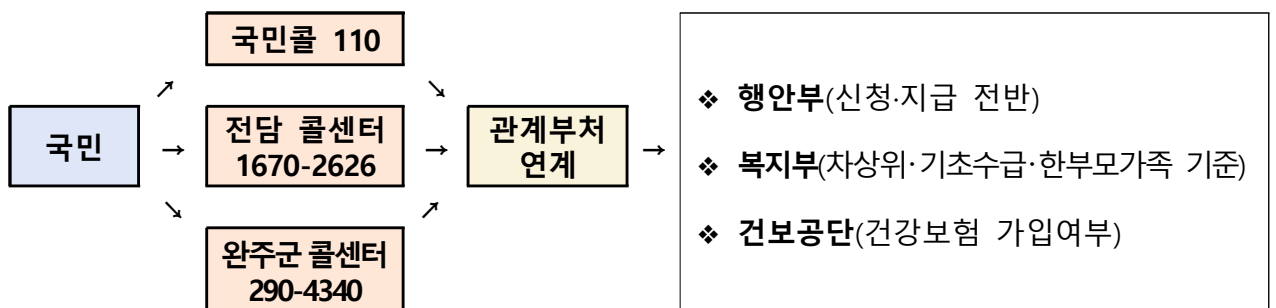 국민콜 110
국민
전담 콜센터
1670-2626
완주군 콜센터
290-4340
관계부처
연계
❖ 행안부(신청·지급 전반)
❖ 복지부(차상위·기초수급·한부모가족 기준)
❖ 건보공단(건강보험 가입여부)